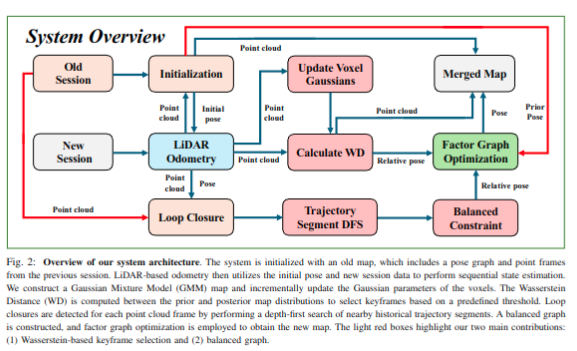 System Overview
Point cloud
Old
Session
Initialization
Update Voxel
Gaussians
Merged Map
Point
cloud
Initial
pose
Point
cloud
Point cloud
Pose
Prior
Pose
New
Session
LiDAR
Odometry
Point cloud
Calculate WD
Relative pose
Factor Graph
Optimization
Point
cloud
Pose
Relative pose
Point cloud
Loop Closure
Trajectory
Segment DFS
Balanced
Constraint
Fig. 2: Overview of our system architecture. The system is initialized with an old map, which includes a pose graph and point frames
from the previous session. LiDAR-based odometry then utilizes the initial pose and new session data to perform sequential state estimation.
We construct a Gaussian Mixture Model (GMM) map and incrementally update the Gaussian parameters of the voxels. The Wasserstein
Distance (WD) is computed between the prior and posterior map distributions to select keyframes based on a predefined threshold. Loop
closures are detected for each point cloud frame by performing a depth-first search of nearby historical trajectory segments. A balanced graph
is constructed, and factor graph optimization is employed to obtain the new map. The light red boxes highlight our two main contributions:
(1) Wasserstein-based keyframe selection and (2) balanced graph.